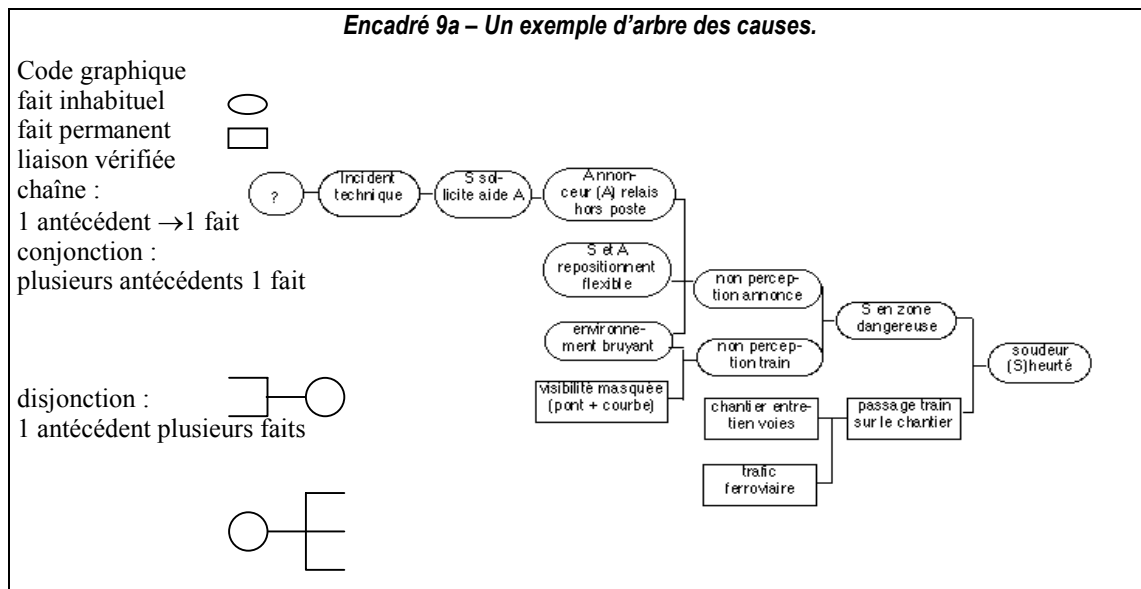 Encadré 9a – Un exemple d'arbre des causes.
Code graphique
fait inhabituel
fait permanent
liaison vérifiée
chaîne :
1 antécédent →1 fait
conjonction :
plusieurs antécédents 1 fait
disjonction :
1 antécédent plusieurs faits
?
Incident
technique
S sol-
licite aide A
Annon-
ceur (A) relais
hors poste
S et A
repositionnent
flexible
environne-
ment bruyant
visibilité masquée
(pont + courbe)
non percep-
tion annonce
non percep-
tion train
chantier entre-
tien voies
trafic
ferroviaire
S en zone
dangereuse
passage train
sur le chantier
soudeur
(S)heurté